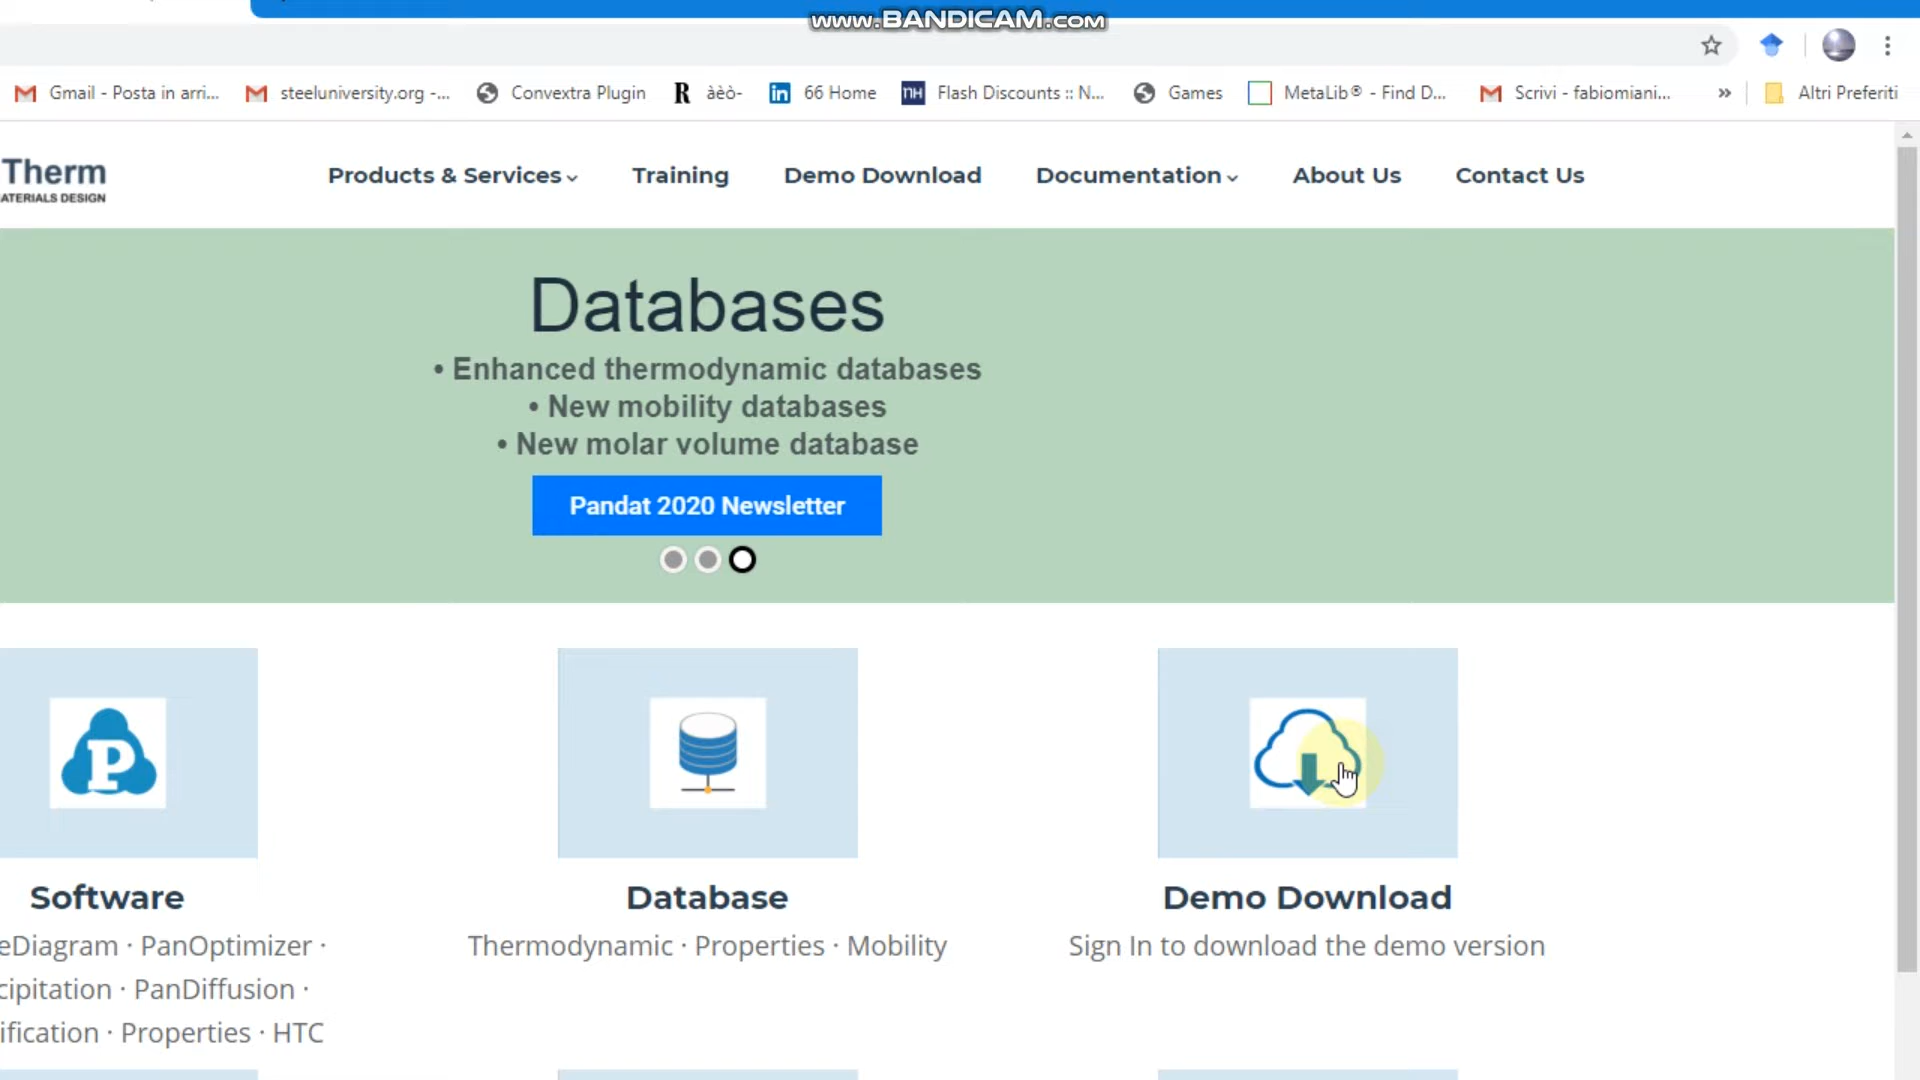 www.BANDICAM.com
Gmail - Posta in arri... steeluniversity.org -... Convextra Plugin R àèò- in 66 Home Flash Discounts :: N... Games MetaLib® - Find D... Scrivi - fabiomiani... » Altri Preferiti
Therm
ATERIALS DESIGN
Products & Services Training Demo Download Documentation About Us Contact Us
Databases
• Enhanced thermodynamic databases
• New mobility databases
• New molar volume database
Pandat 2020 Newsletter
P
Software Database Demo Download
eDiagram · PanOptimizer · Thermodynamic · Properties · Mobility Sign In to download the demo version
cipitation · PanDiffusion ·
ification · Properties · HTC